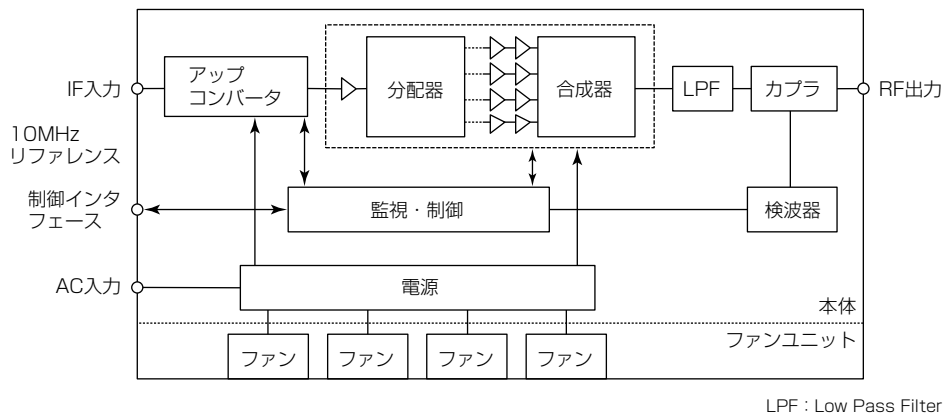 IF入力
10MHz
リファレンス
アップ
コンバータ
分配器
合成器
LPF
カプラ
RF出力
制御インタ
フェース
監視・制御
検波器
AC入力
電源
本体
ファンユニット
ファン
ファン
ファン
ファン
LPF：Low Pass Filter